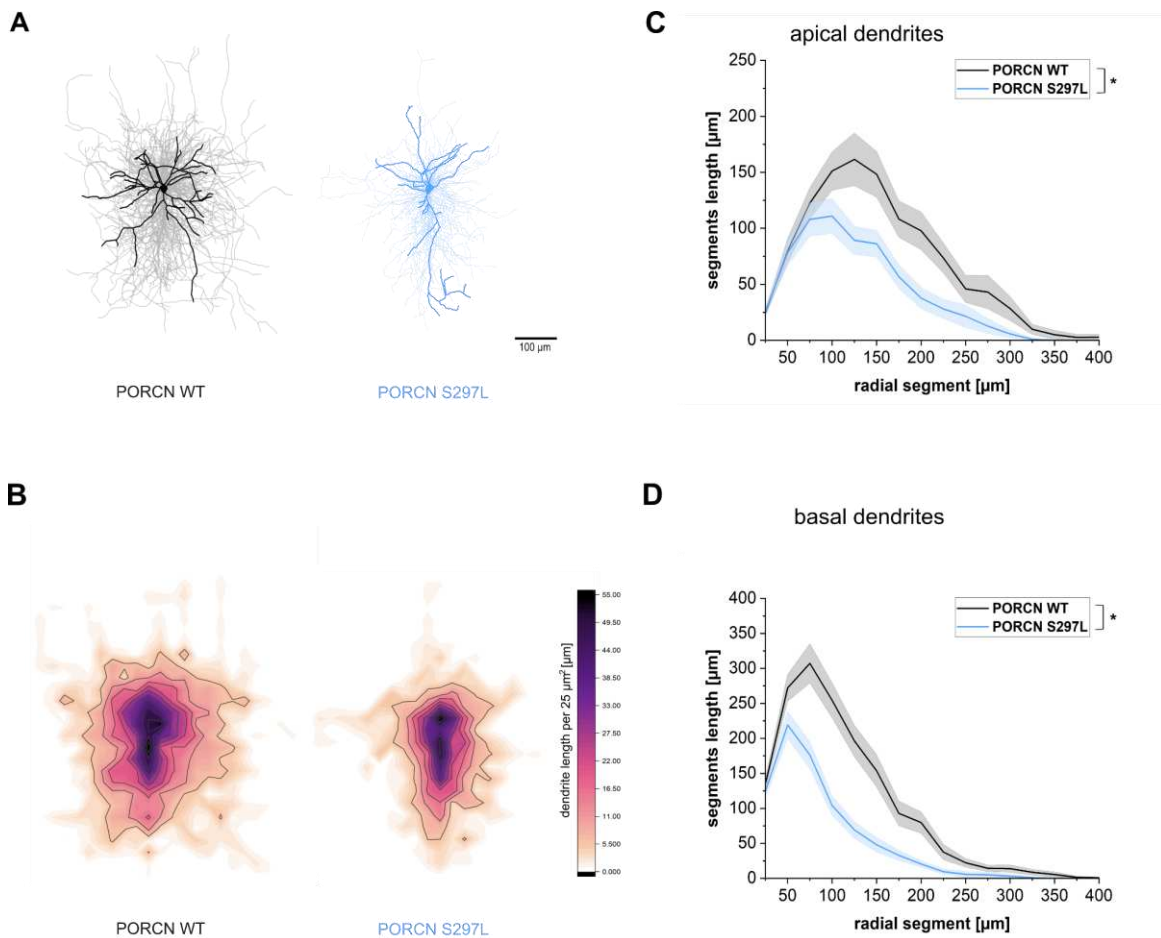 A
100 µm
PORCN WT
PORCN S297L
B
dendrite length per 25 µm² [µm]
55.00
49.50
44.00
38.50
33.00
27.50
22.00
16.50
11.00
5.500
0.000
PORCN WT
PORCN S297L
C
apical dendrites
PORCN WT
PORCN S297L
*
segments length [µm]
250
200
150
100
50
0
50 100 150 200 250 300 350 400
radial segment [µm]
D
basal dendrites
PORCN WT
PORCN S297L
*
segments length [µm]
400
350
300
250
200
150
100
50
0
50 100 150 200 250 300 350 400
radial segment [µm]